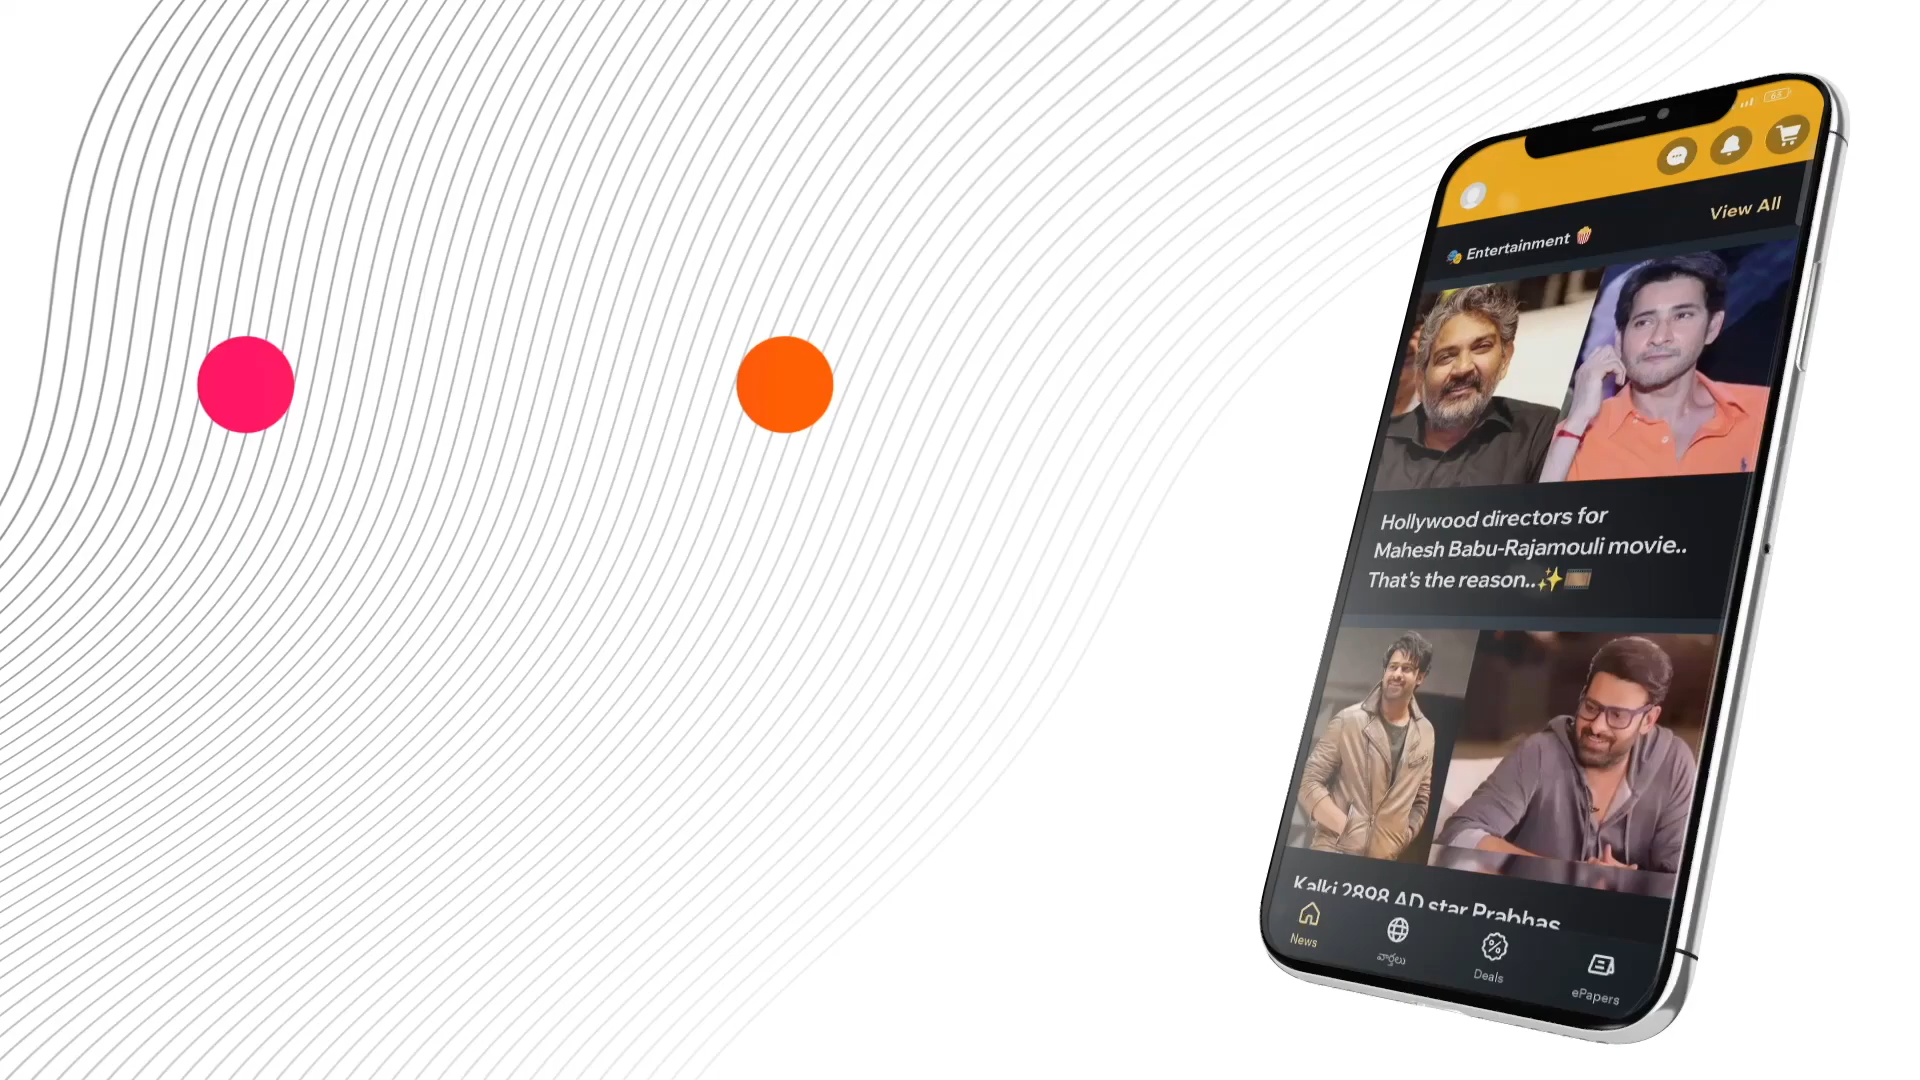 65
View All
Entertainment
Hollywood directors for
Mahesh Babu-Rajamouli movie..
That's the reason..
Kalki 2898 AD star Prabhas
News
వార్తలు
Deals
ePapers